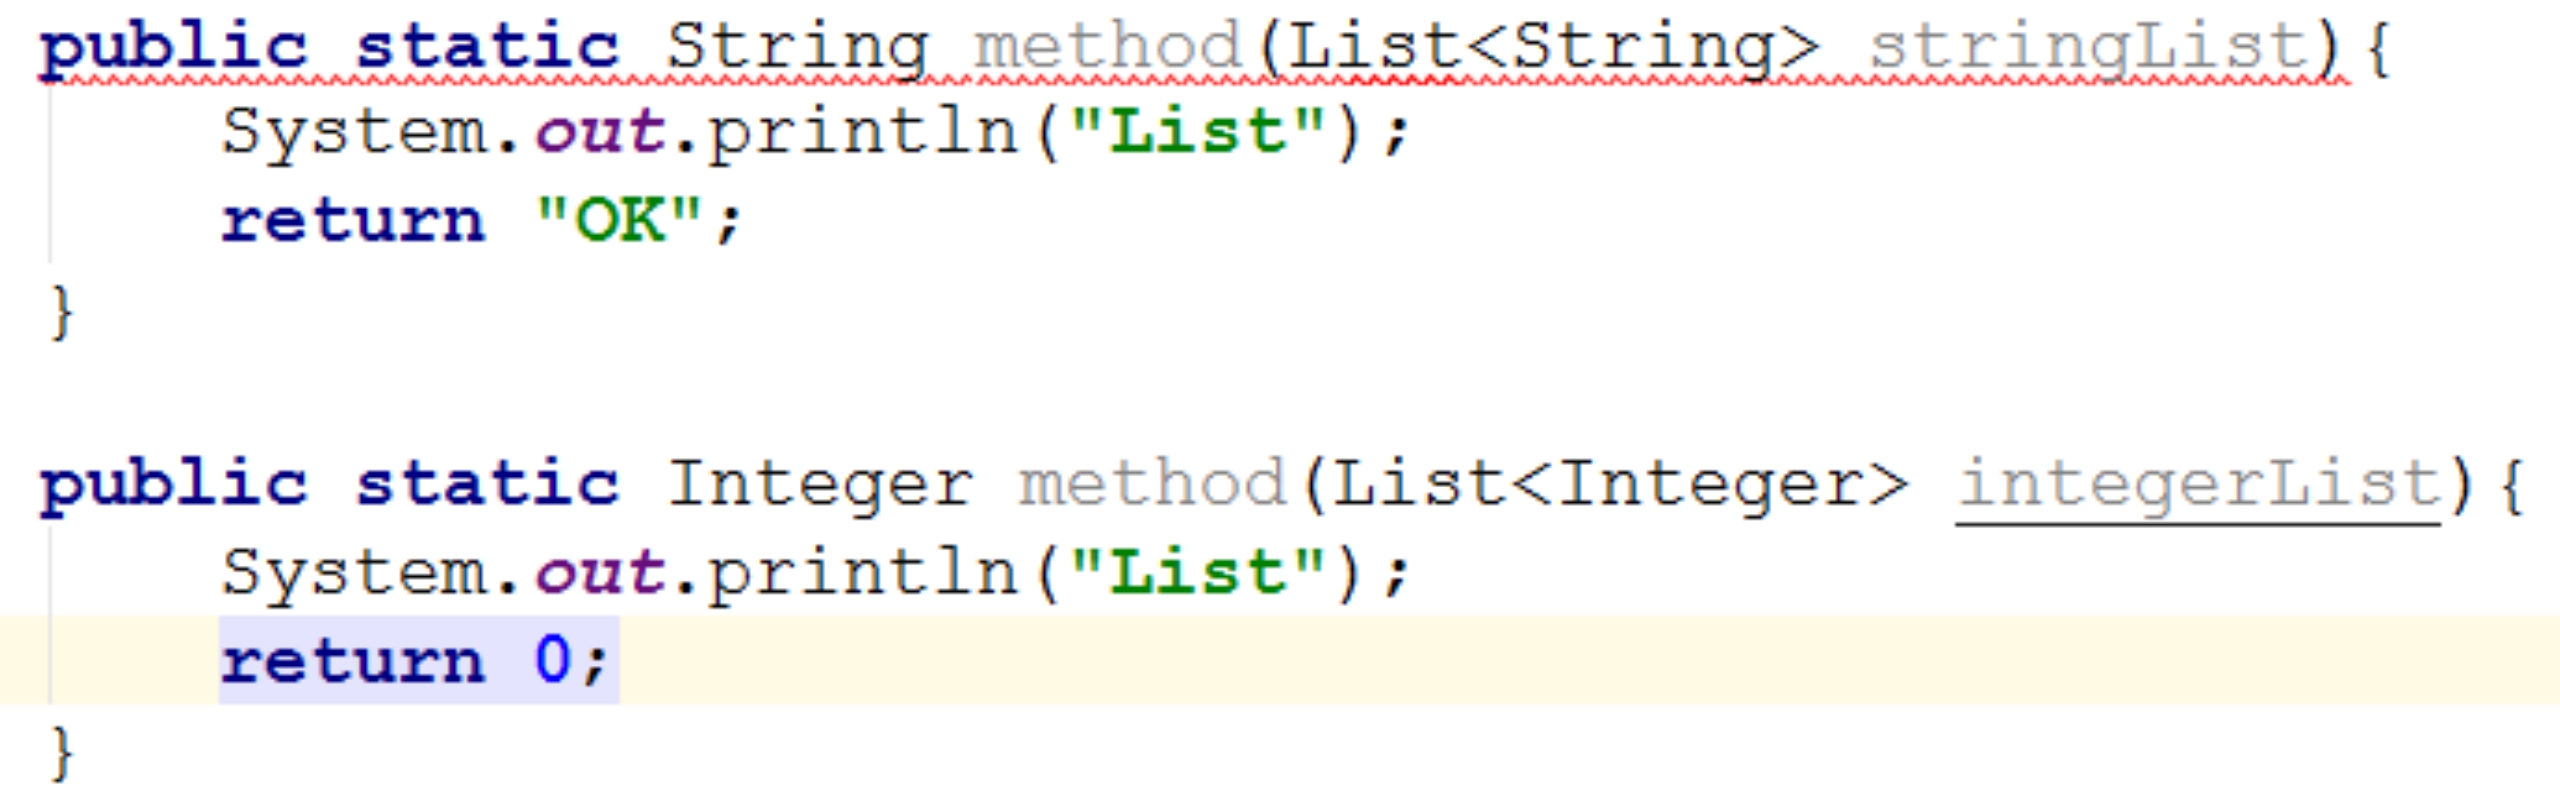 public static String method(List<String> stringList){
System.out.println("List");
return "OK";
}
public static Integer method(List<Integer> integerList){
System.out.println("List");
return 0;
}